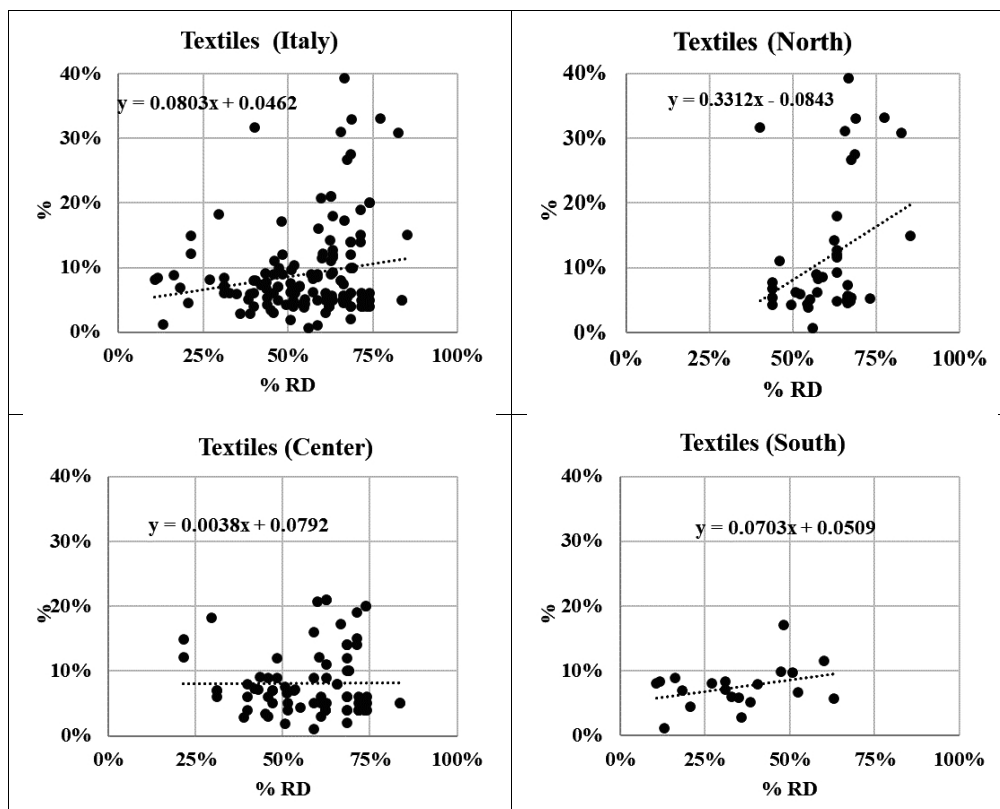 Textiles (Italy)
y = 0.0803x + 0.0462
40%
30%
20%
10%
0%
%
0% 25% 50% 75% 100%
% RD
Textiles (North)
y = 0.3312x - 0.0843
40%
30%
20%
10%
0%
%
0% 25% 50% 75% 100%
% RD
Textiles (Center)
y = 0.0038x + 0.0792
40%
30%
20%
10%
0%
%
0% 25% 50% 75% 100%
% RD
Textiles (South)
y = 0.0703x + 0.0509
40%
30%
20%
10%
0%
%
0% 25% 50% 75% 100%
% RD